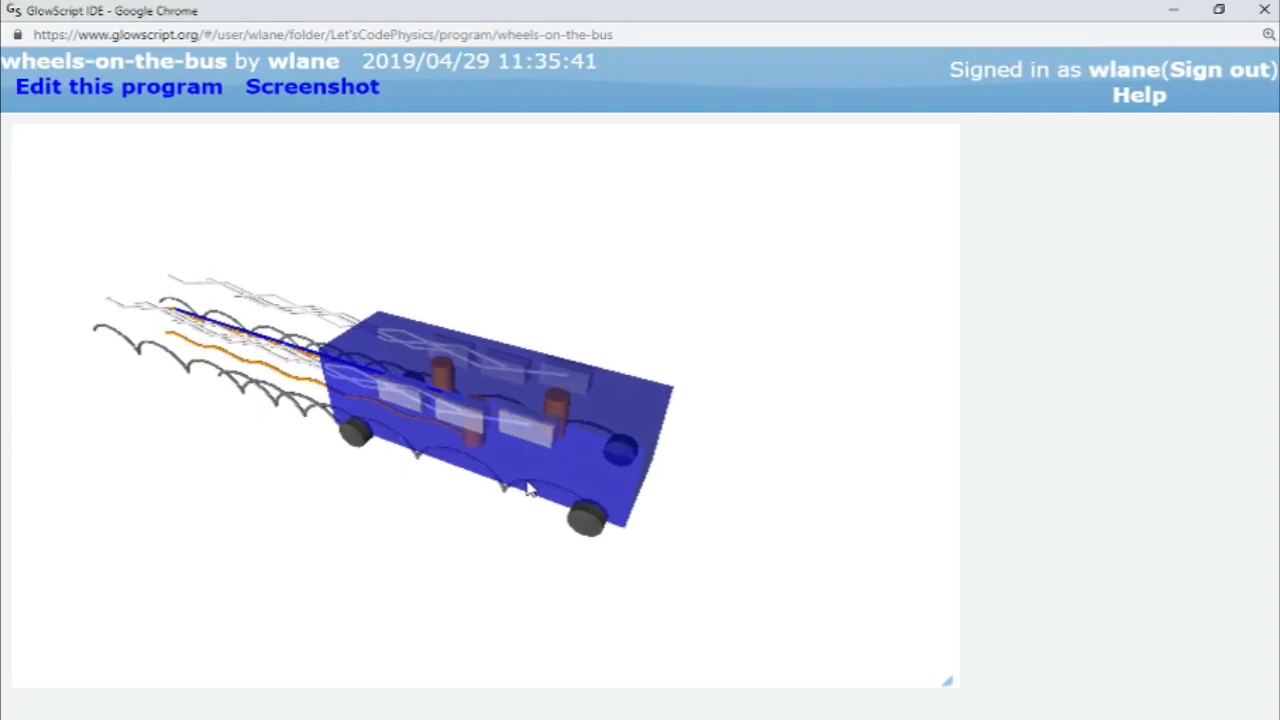 GS GlowScript IDE - Google Chrome
https://www.glowscript.org/#/user/wlane/folder/Let'sCodePhysics/program/wheels-on-the-bus
wheels-on-the-bus by wlane 2019/04/29 11:35:41
Signed in as wlane(Sign out)
Edit this program Screenshot
Help